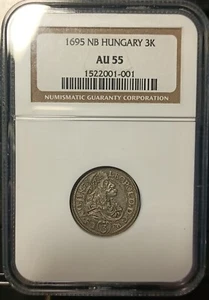 1695 NB HUNGARY 3K
AU 55
1522001-001
NUMISMATIC GUARANTY CORPORATION